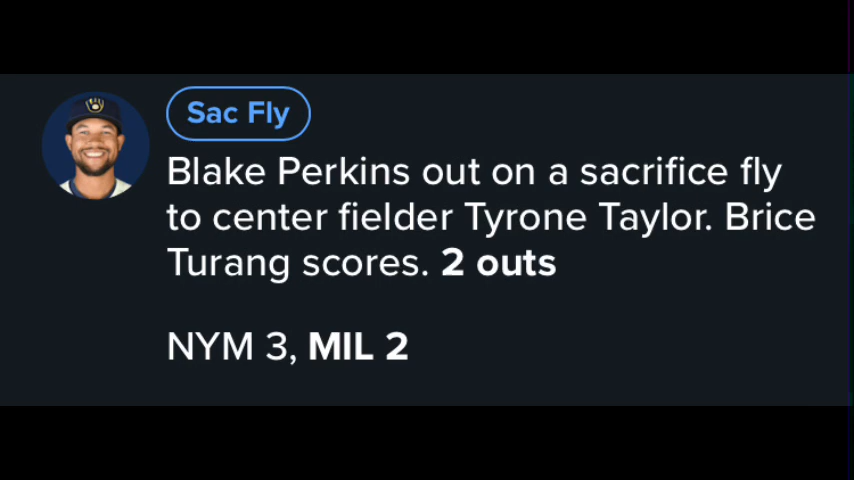 Sac Fly
Blake Perkins out on a sacrifice fly
to center fielder Tyrone Taylor. Brice
Turang scores. 2 outs
NYM 3, MIL 2